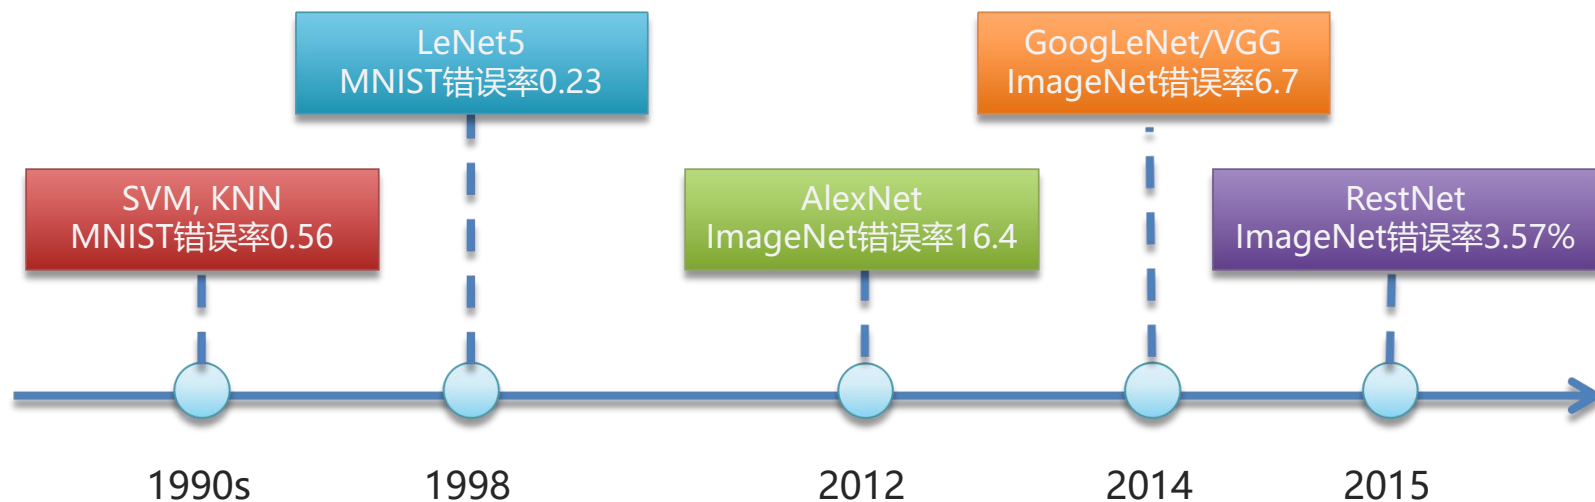 LeNet5
MNIST错误率0.23
GoogLeNet/VGG
ImageNet错误率6.7
SVM, KNN
MNIST错误率0.56
AlexNet
ImageNet错误率16.4
RestNet
ImageNet错误率3.57%
1990s
1998
2012
2014
2015